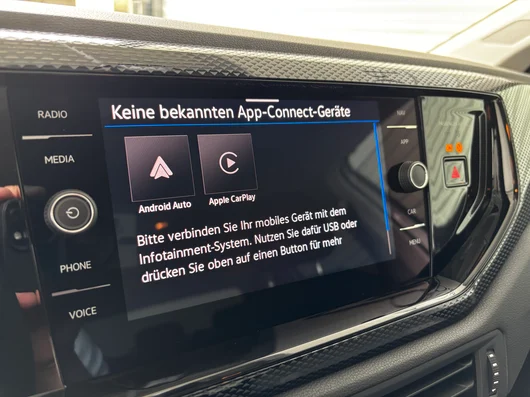 RADIO
MEDIA
PHONE
VOICE
Keine bekannten App-Connect-Geräte
Android Auto
Apple CarPlay
Bitte verbinden Sie Ihr mobiles Gerät mit dem
Infotainment-System. Nutzen Sie dafür USB oder
drücken Sie oben auf einen Button für mehr
NAV
APP
CAR
MENU